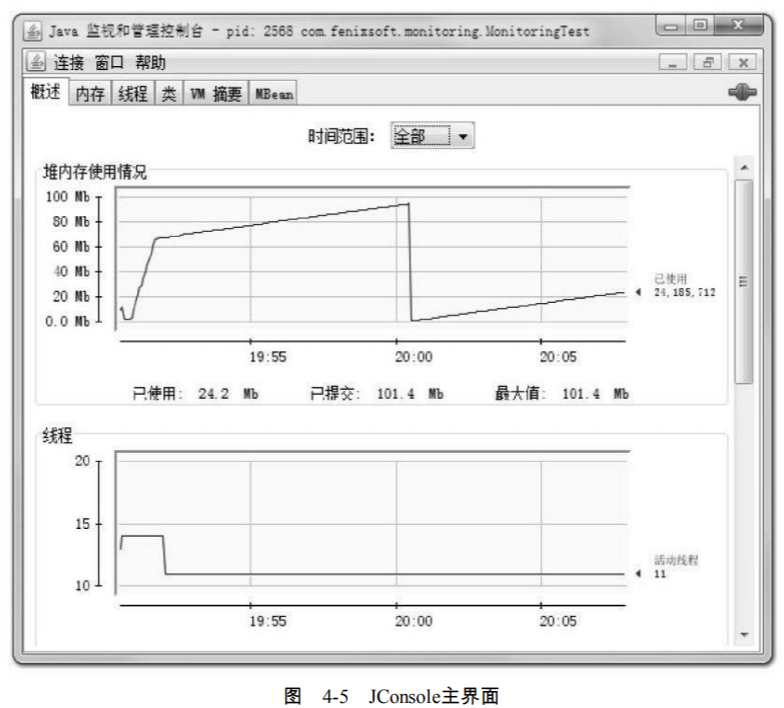 Java 监视和管理控制台 - pid: 2568 com.fenixsoft.monitoring.MonitoringTest
连接 窗口 帮助
概述 内存 线程 类 VM 摘要 MBean
时间范围: 全部
堆内存使用情况
100 Mb
80 Mb
60 Mb
40 Mb
20 Mb
0.0 Mb
已使用
24,185,712
19:55 20:00 20:05
已使用: 24.2 Mb 已提交: 101.4 Mb 最大值: 101.4 Mb
线程
20
15
10
活动线程
11
19:55 20:00 20:05
图 4-5 JConsole主界面